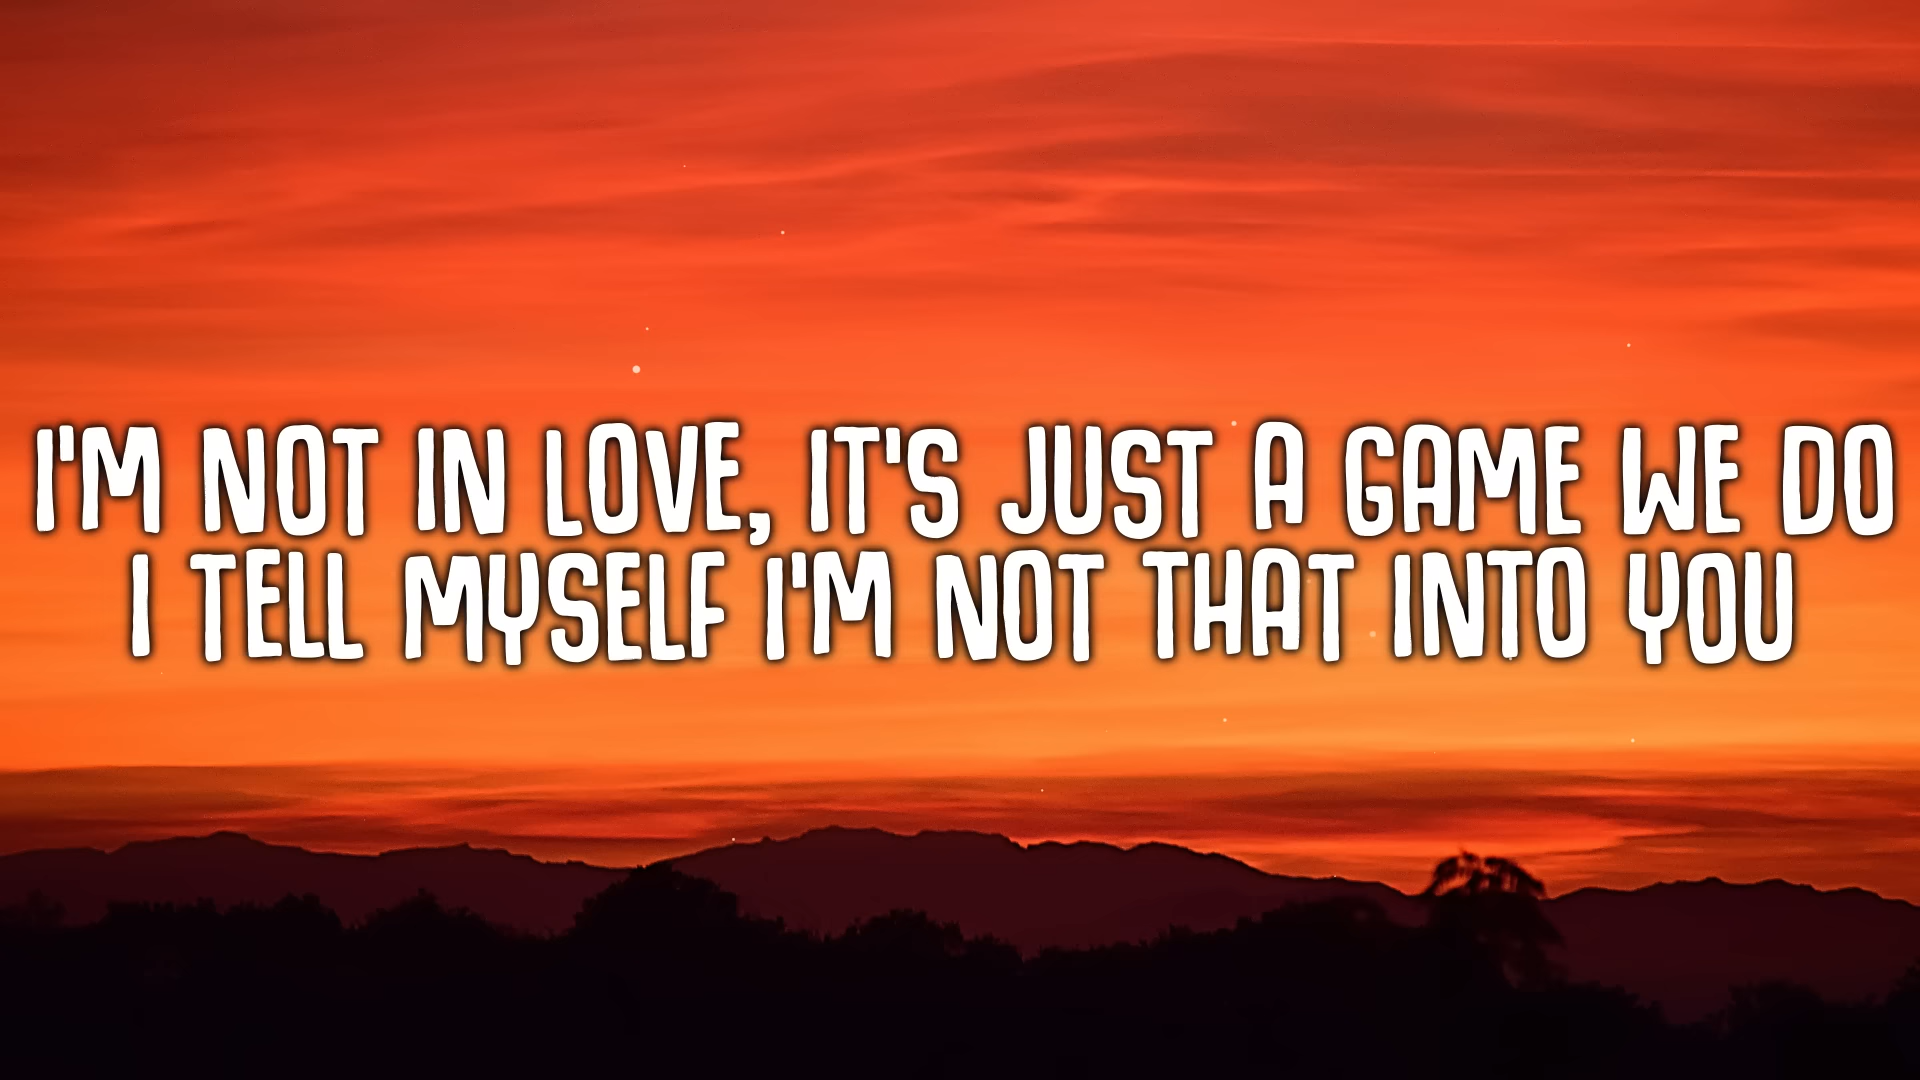 I'M NOT IN LOVE, IT'S JUST A GAME WE DO
I TELL MYSELF I'M NOT THAT INTO YOU